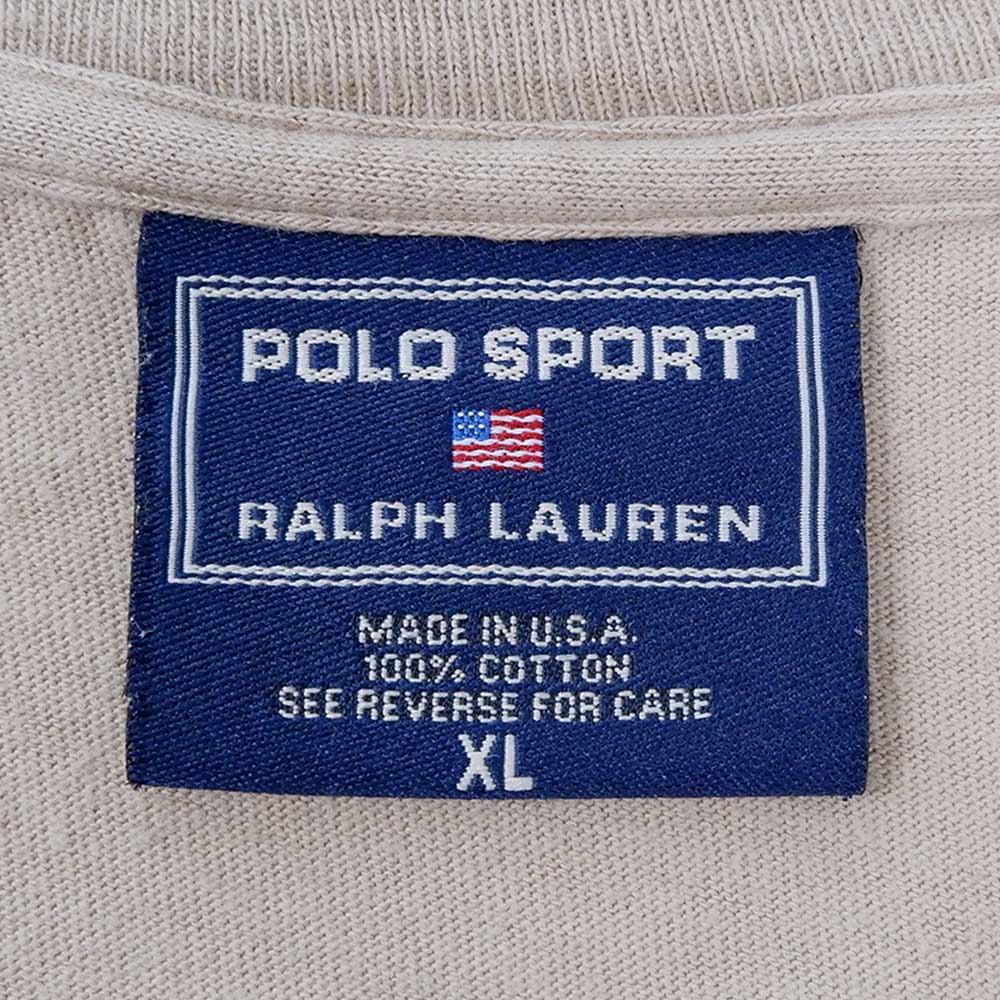 POLO SPORT
RALPH LAUREN
MADE IN U.S.A.
100% COTTON
SEE REVERSE FOR CARE
XL